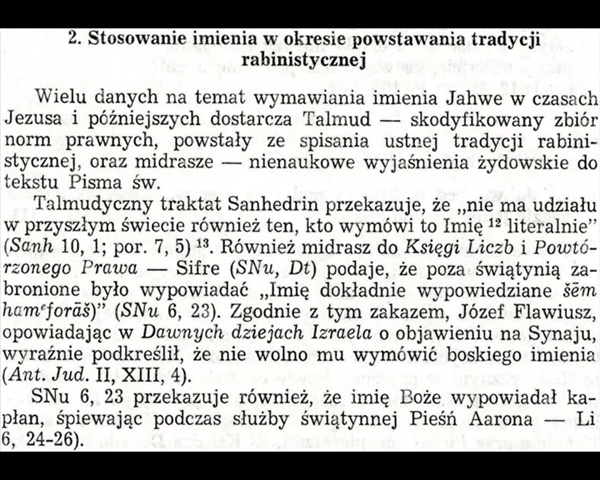 2. Stosowanie imienia w okresie powstawania tradycji
rabinistycznej
Wielu danych na temat wymawiania imienia Jahwe w czasach
Jezusa i późniejszych dostarcza Talmud — skodyfikowany zbiór
norm prawnych, powstały ze spisania ustnej tradycji rabini-
stycznej, oraz midrasze — nienaukowe wyjaśnienia żydowskie do
tekstu Pisma św.
Talmudyczny traktat Sanhedrin przekazuje, że „nie ma udziału
w przyszłym świecie również ten, kto wymówi to Imię ¹² literalnie”
(Sanh 10, 1; por. 7, 5) ¹³. Również midrasz do Księgi Liczb i Powtó-
rzonego Prawa — Sifre (SNu, Dt) podaje, że poza świątynią za-
bronione było wypowiadać „Imię dokładnie wypowiedziane šēm
hamᵉforāš)” (SNu 6, 23). Zgodnie z tym zakazem, Józef Flawiusz,
opowiadając w Dawnych dziejach Izraela o objawieniu na Synaju,
wyraźnie podkreślił, że nie wolno mu wymówić boskiego imienia
(Ant. Jud. II, XIII, 4).
SNu 6, 23 przekazuje również, że imię Boże wypowiadał ka-
płan, śpiewając podczas służby świątynnej Pieśń Aarona — Li
6, 24-26).